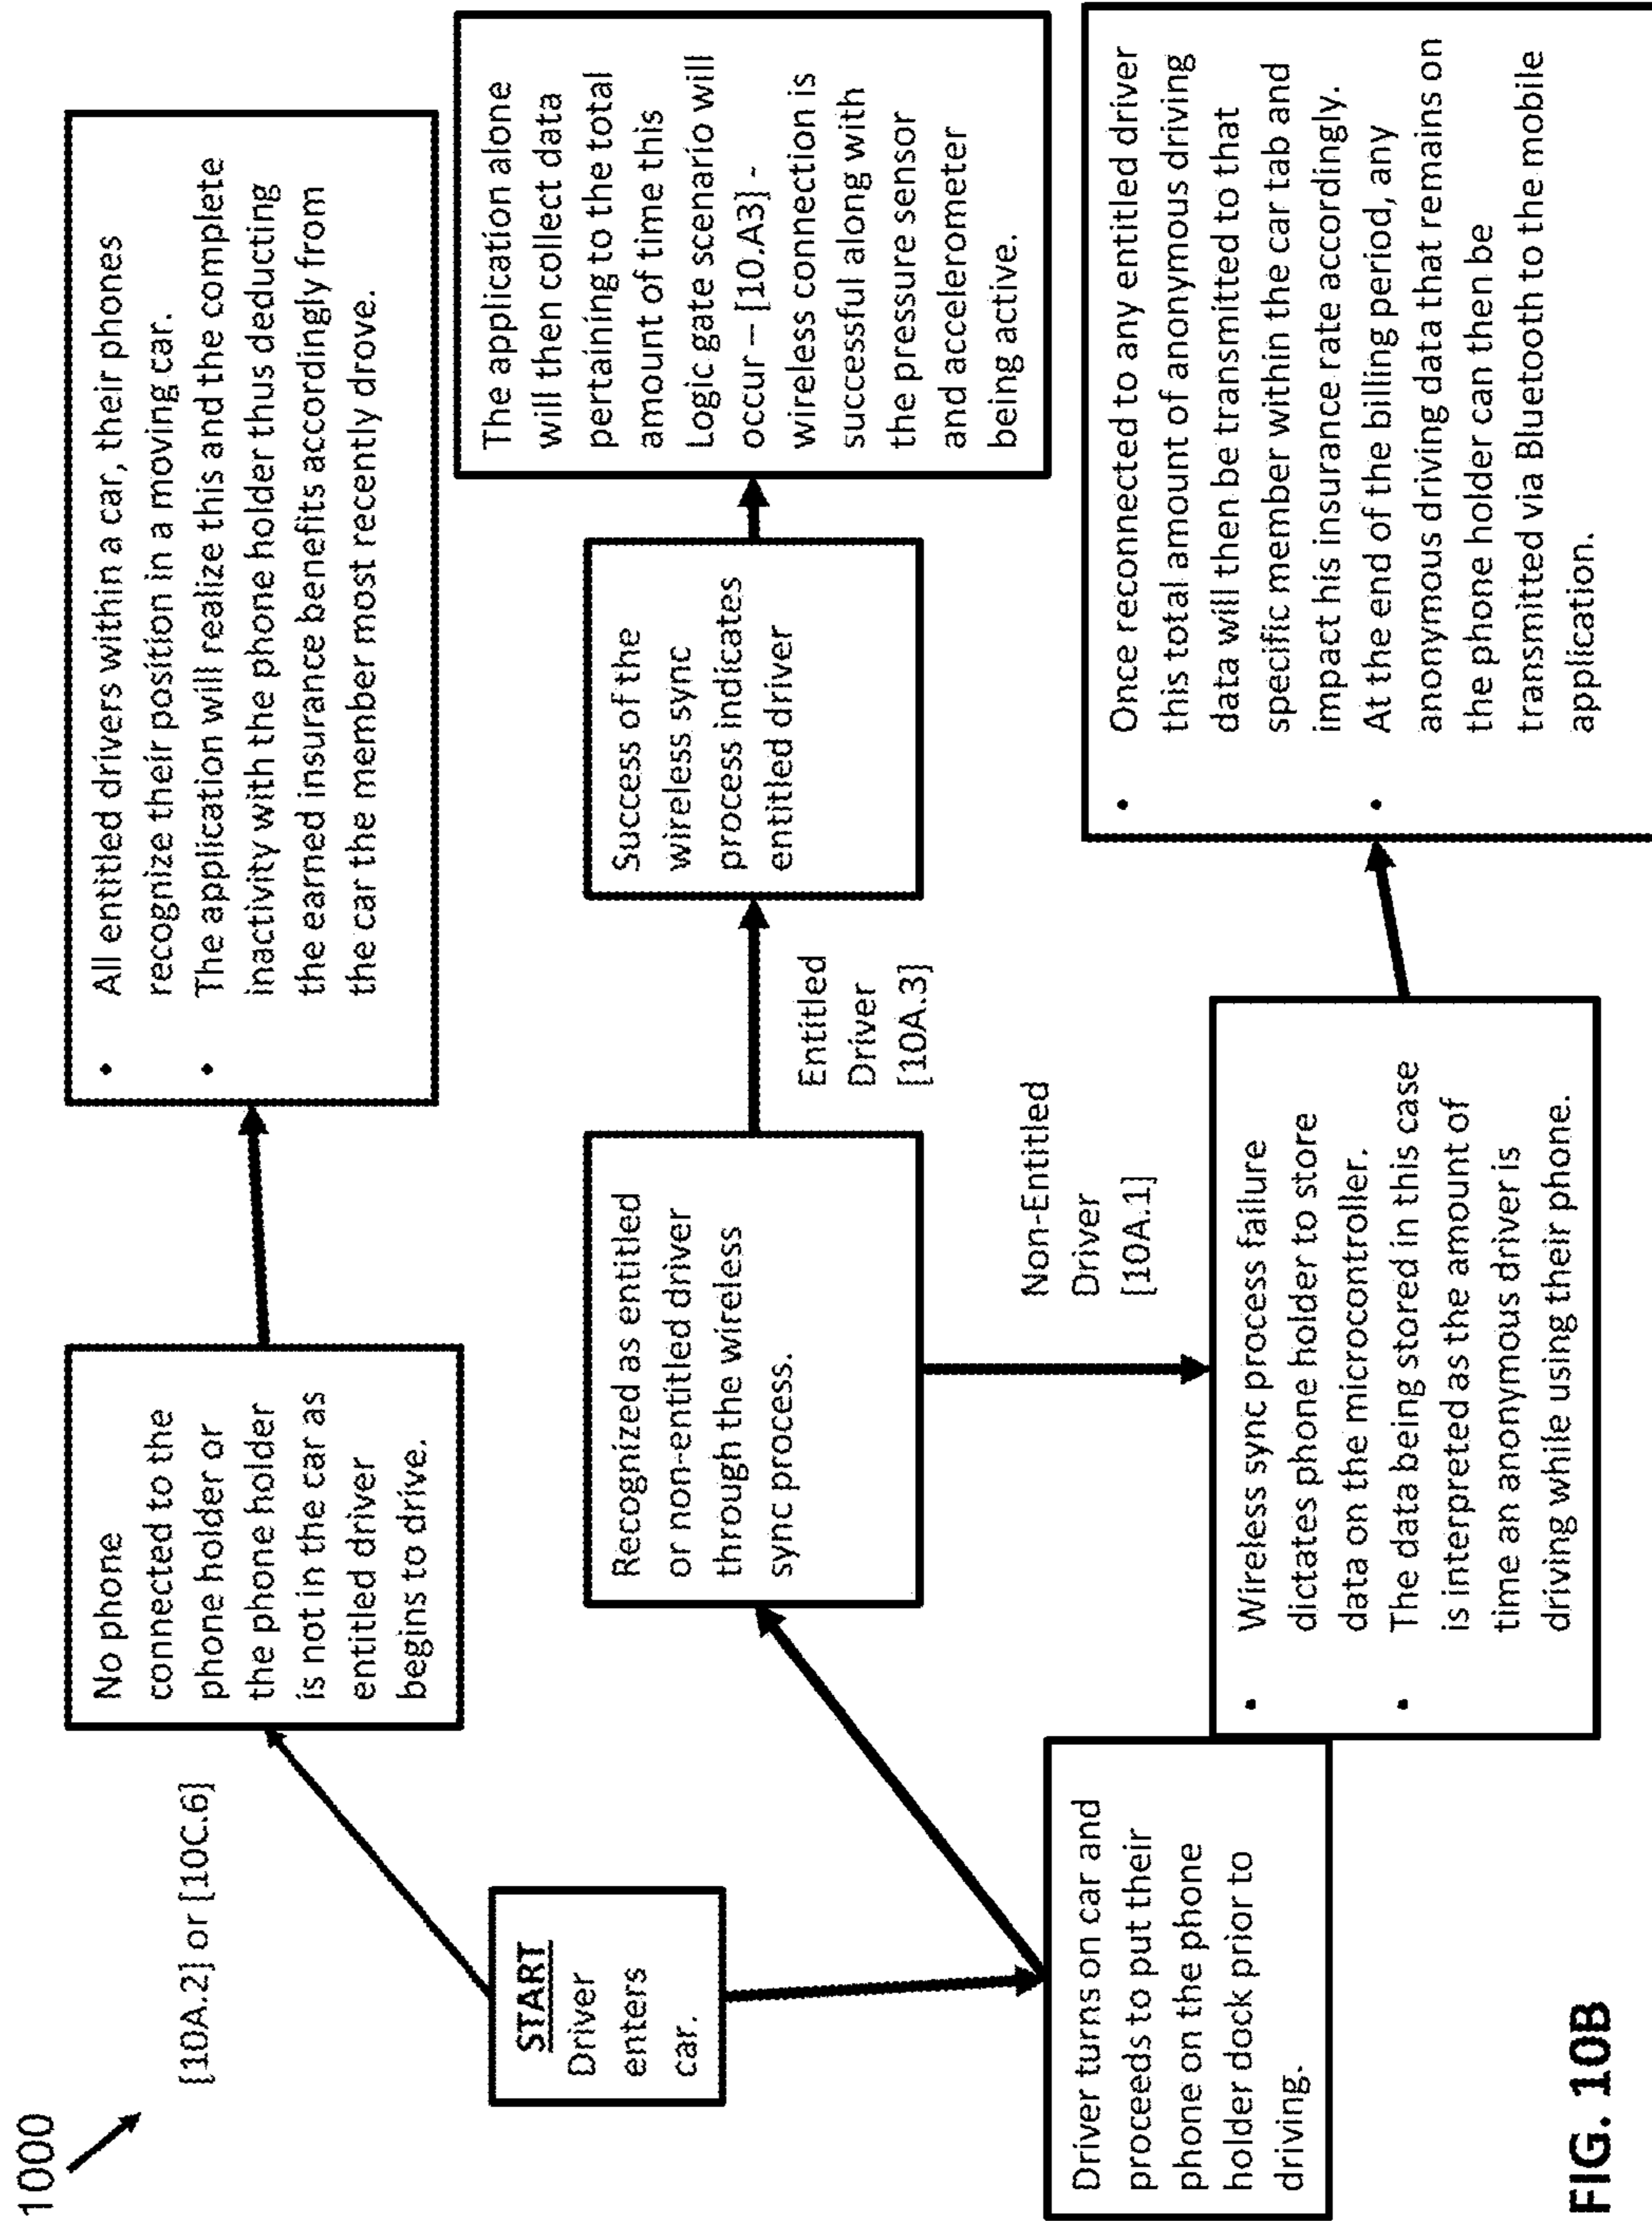 1000
[10A.2] or [10C.6]
No phone
connected to the
phone holder or
the phone holder
is not in the car as
entitled driver
begins to drive.
• All entitled drivers within a car, their phones
recognize their position in a moving car.
• The application will realize this and the complete
inactivity with the phone holder thus deducting
the earned insurance benefits accordingly from
the car the member most recently drove.
START
Driver
enters
car.
Recognized as entitled
or non-entitled driver
through the wireless
sync process.
Entitled
Driver
[10A.3]
Success of the
wireless sync
process indicates
entitled driver
The application alone
will then collect data
pertaining to the total
amount of time this
Logic gate scenario will
occur – [10.A3] -
wireless connection is
successful along with
the pressure sensor
and accelerometer
being active.
Driver turns on car and
proceeds to put their
phone on the phone
holder dock prior to
driving.
Non-Entitled
Driver
[10A.1]
• Wireless sync process failure
dictates phone holder to store
data on the microcontroller.
• The data being stored in this case
is interpreted as the amount of
time an anonymous driver is
driving while using their phone.
• Once reconnected to any entitled driver
this total amount of anonymous driving
data will then be transmitted to that
specific member within the car tab and
impact his insurance rate accordingly.
• At the end of the billing period, any
anonymous driving data that remains on
the phone holder can then be
transmitted via Bluetooth to the mobile
application.
FIG. 10B